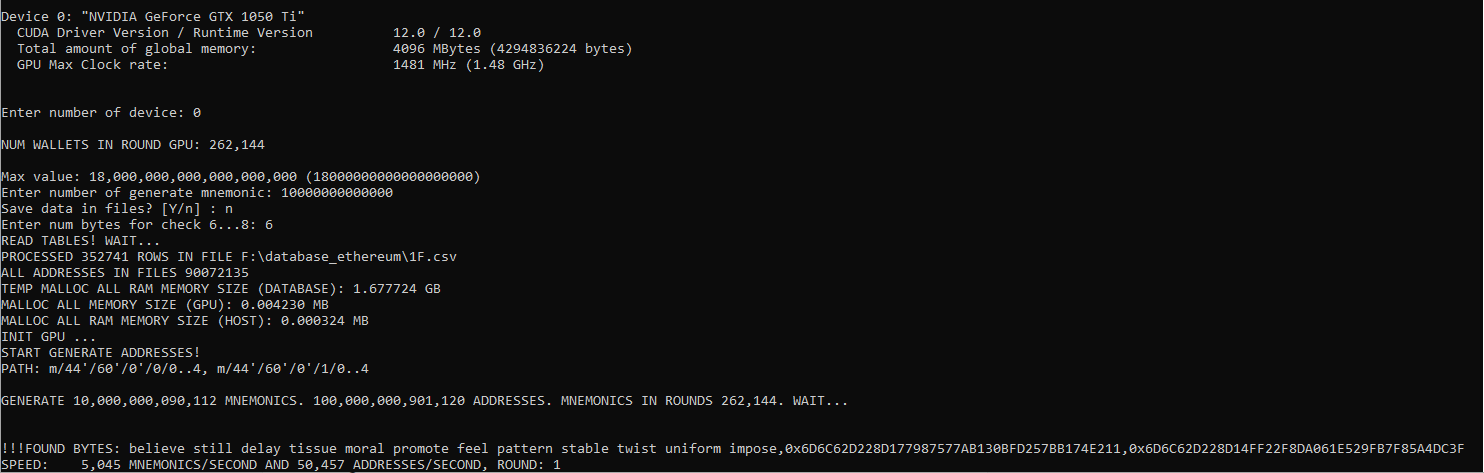 Device 0: "NVIDIA GeForce GTX 1050 Ti"
CUDA Driver Version / Runtime Version 12.0 / 12.0
Total amount of global memory: 4096 MBytes (4294836224 bytes)
GPU Max Clock rate: 1481 MHz (1.48 GHz)
Enter number of device: 0
NUM WALLETS IN ROUND GPU: 262,144
Max value: 18,000,000,000,000,000,000 (18000000000000000000)
Enter number of generate mnemonic: 10000000000000
Save data in files? [Y/n] : n
Enter num bytes for check 6...8: 6
READ TABLES! WAIT...
PROCESSED 352741 ROWS IN FILE F:\database_ethereum\1F.csv
ALL ADDRESSES IN FILES 90072135
TEMP MALLOC ALL RAM MEMORY SIZE (DATABASE): 1.677724 GB
MALLOC ALL MEMORY SIZE (GPU): 0.004230 MB
MALLOC ALL RAM MEMORY SIZE (HOST): 0.000324 MB
INIT GPU ...
START GENERATE ADDRESSES!
PATH: m/44'/60'/0'/0/0..4, m/44'/60'/0'/1/0..4
GENERATE 10,000,000,090,112 MNEMONICS. 100,000,000,901,120 ADDRESSES. MNEMONICS IN ROUNDS 262,144. WAIT...
!!!FOUND BYTES: believe still delay tissue moral promote feel pattern stable twist uniform impose,0x6D6C62D228D177987577AB130BFD257BB174E211,0x6D6C62D228D14FF22F8DA061E529FB7F85A4DC3F
SPEED: 5,045 MNEMONICS/SECOND AND 50,457 ADDRESSES/SECOND, ROUND: 1